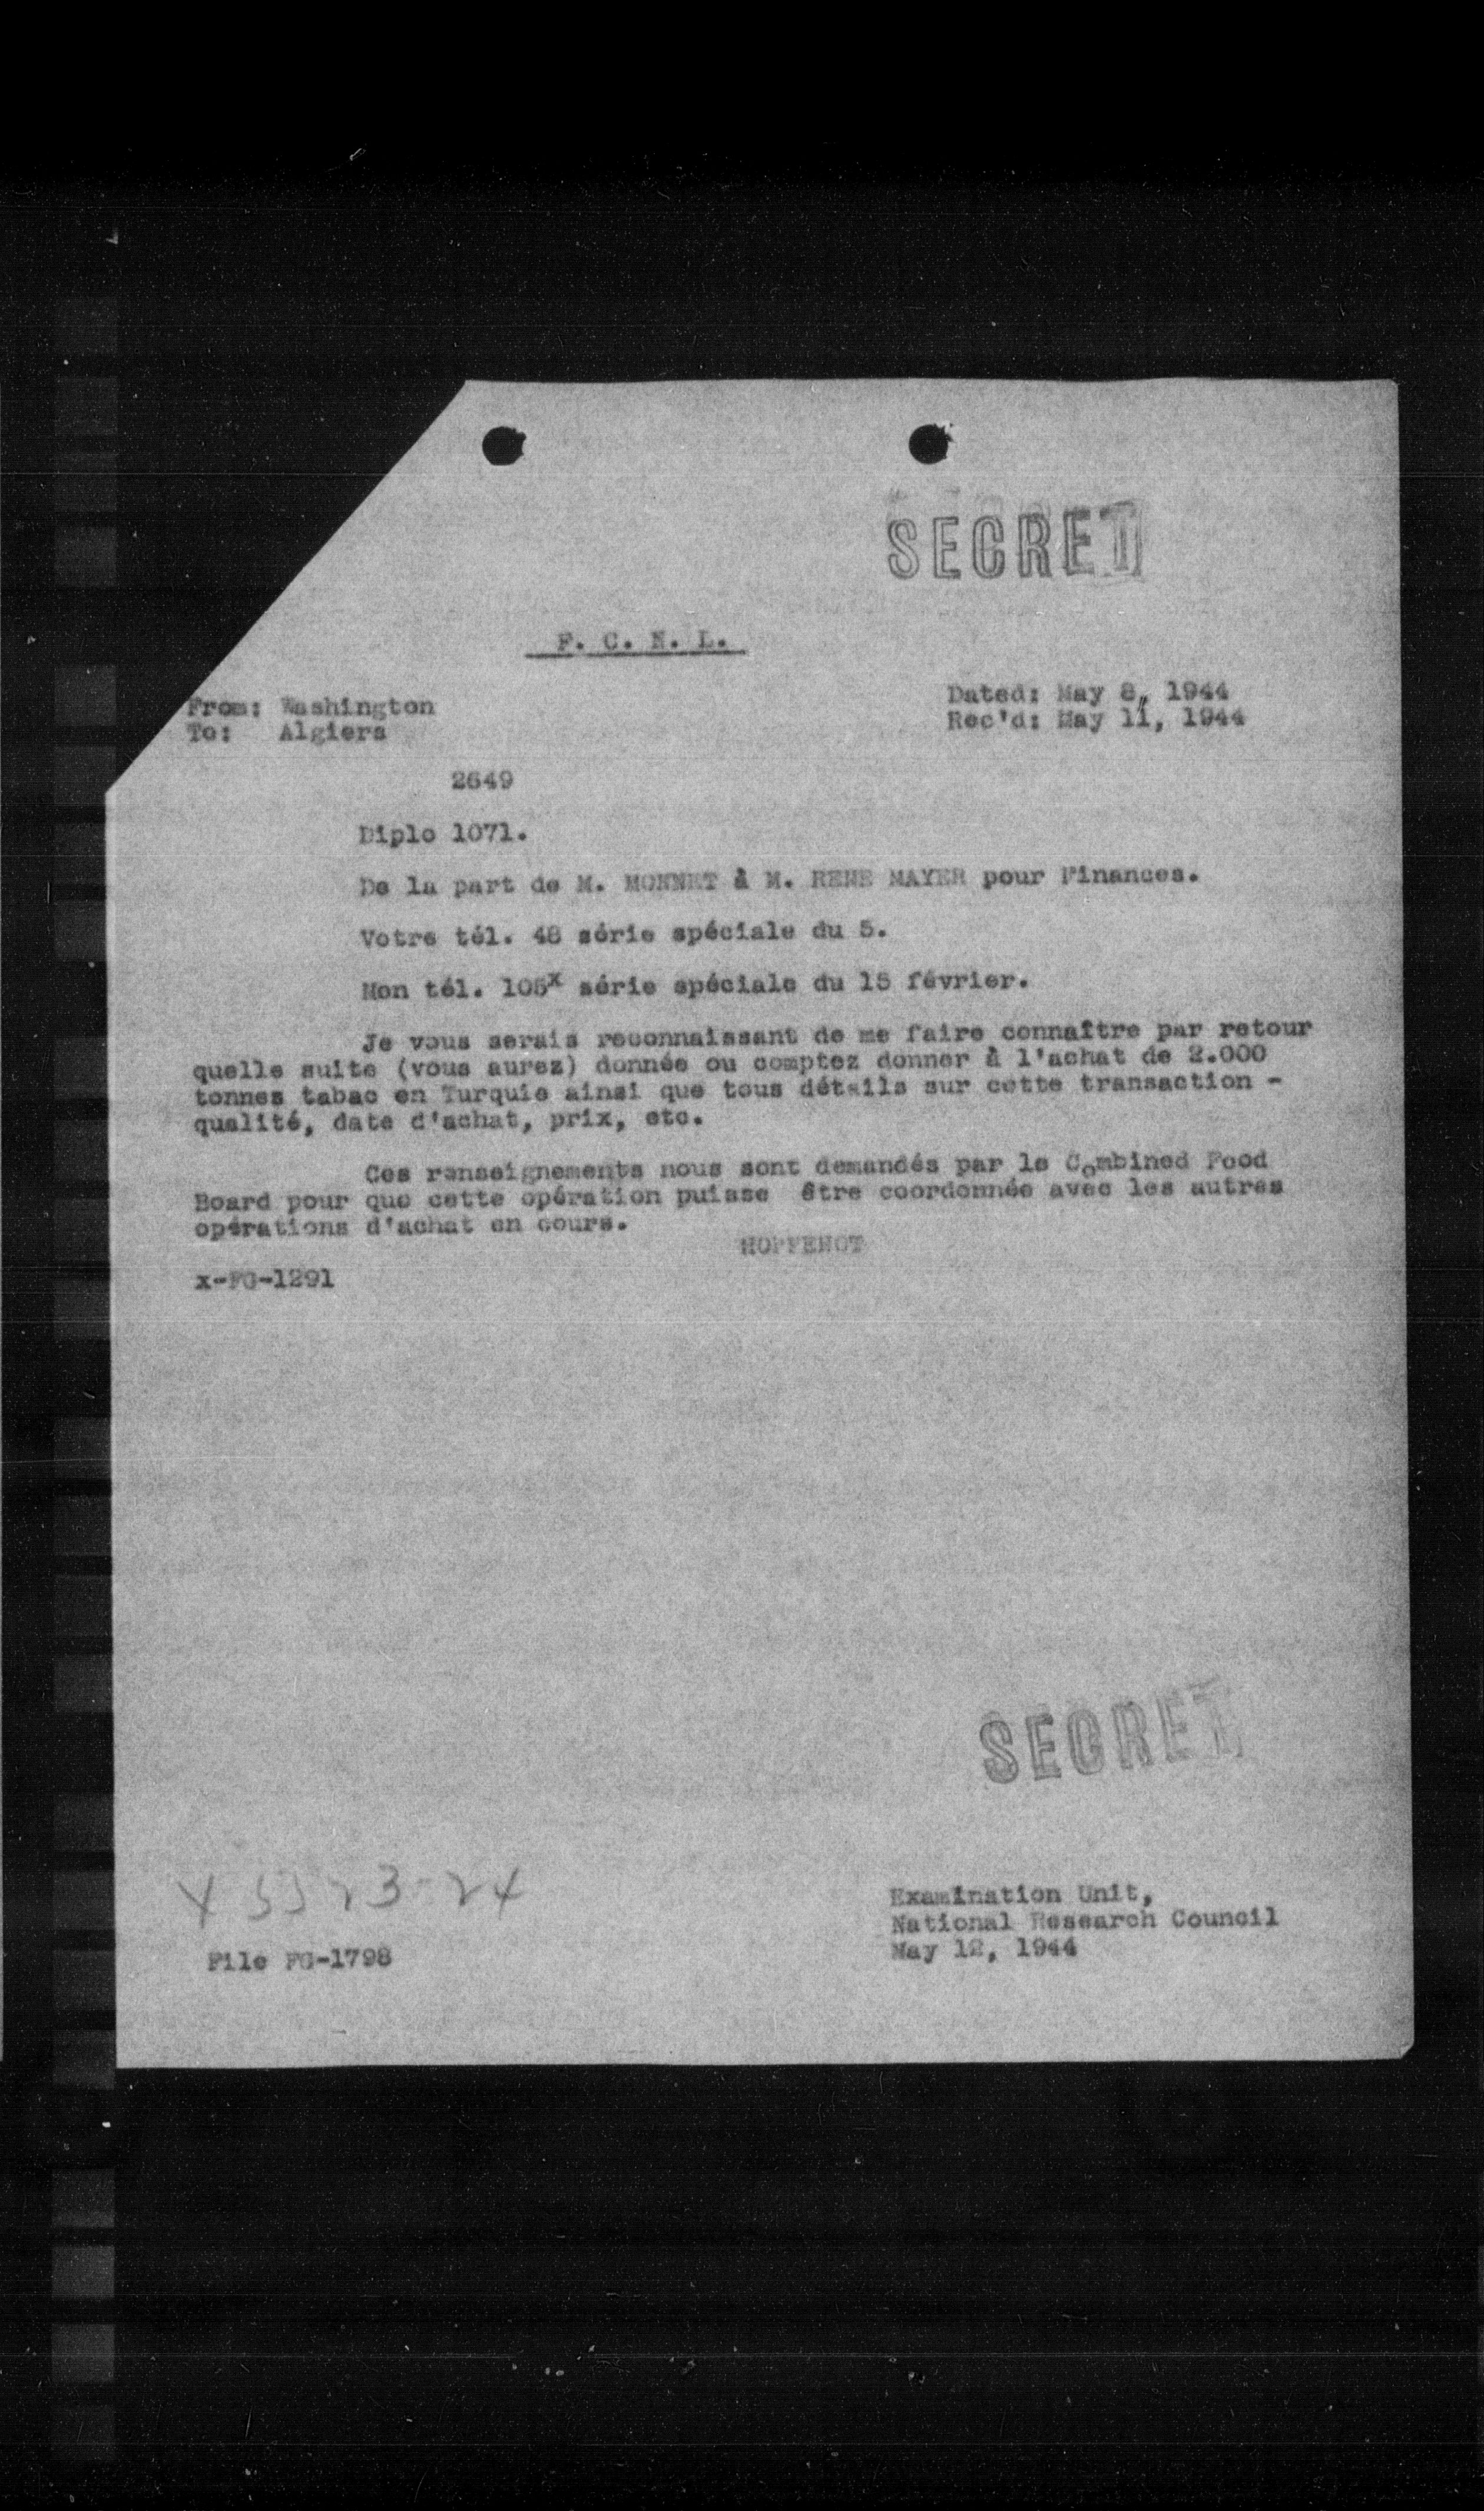 SECRET
F. C. N. L.
From: Washington
To: Algiers
Dated: May 8, 1944
Rec'd: May 11, 1944
2649
Diplo 1071.
De la part de M. MONNET à M. RENE MAYER pour Finances.
Votre tél. 48 série spéciale du 5.
Mon tél. 105x série spéciale du 15 février.
Je vous serais reconnaissant de me faire connaître par retour
quelle suite (vous aurez) donnée ou comptez donner à l'achat de 2.000
tonnes tabac en Turquie ainsi que tous détails sur cette transaction -
qualité, date d'achat, prix, etc.
Ces renseignements nous sont demandés par le Combined Food
Board pour que cette opération puisse être coordonnée avec les autres
opérations d'achat en cours.
HOPPENOT
x-FG-1291
SECRET
Examination Unit,
National Research Council
May 12, 1944
File FG-1798